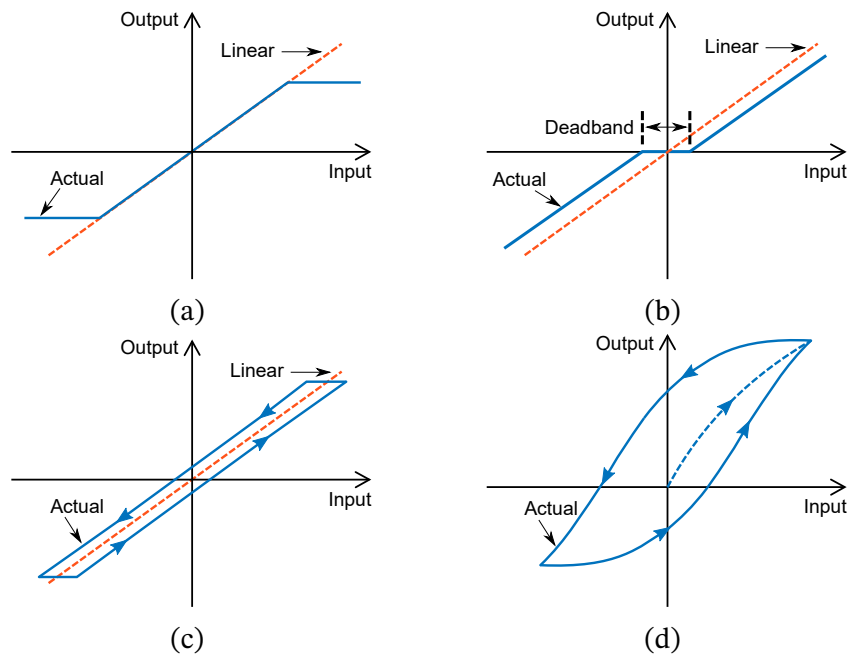 Output
Linear
Actual
Input
(a)
Output
Linear
Deadband
Actual
Input
(b)
Output
Linear
Actual
Input
(c)
Output
Actual
Input
(d)